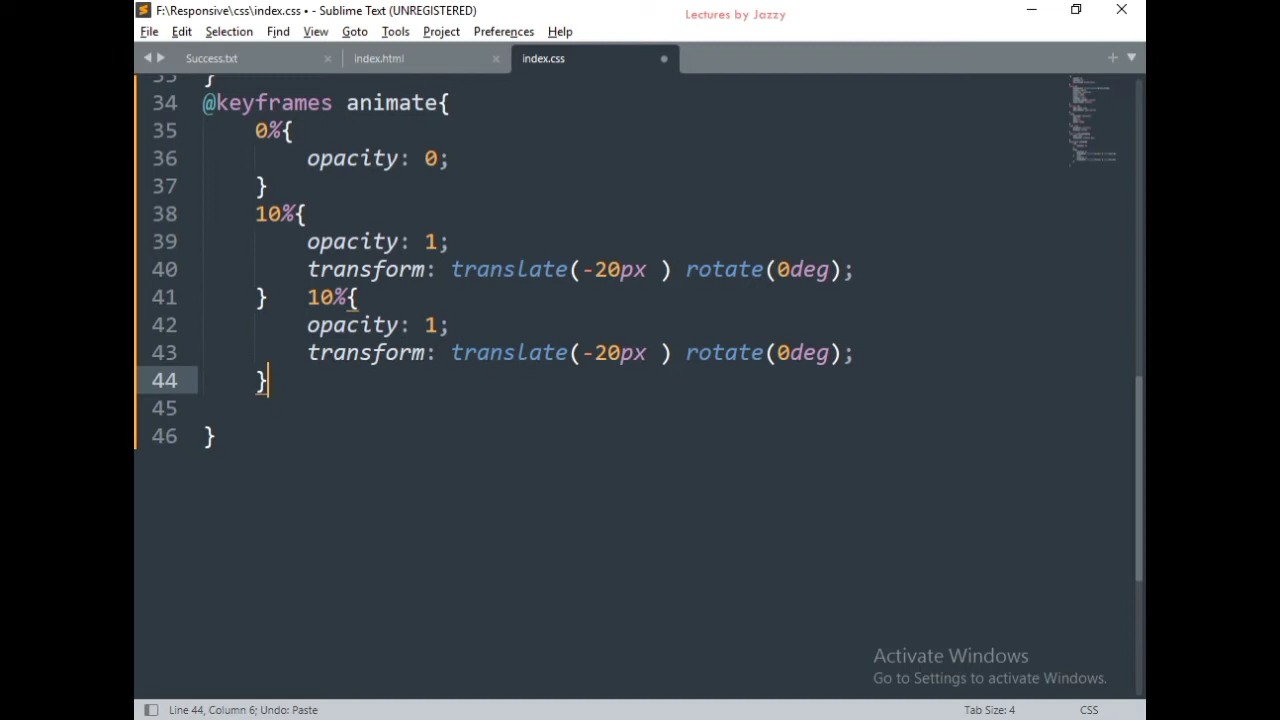 F:\Responsive\css\index.css • - Sublime Text (UNREGISTERED)
Lectures by Jazzy
File Edit Selection Find View Goto Tools Project Preferences Help
Success.txt index.html index.css
33 }
34 @keyframes animate{
35 0%{
36 opacity: 0;
37 }
38 10%{
39 opacity: 1;
40 transform: translate(-20px ) rotate(0deg);
41 } 10%{
42 opacity: 1;
43 transform: translate(-20px ) rotate(0deg);
44 }
45
46 }
Activate Windows
Go to Settings to activate Windows.
Line 44, Column 6; Undo: Paste Tab Size: 4 CSS